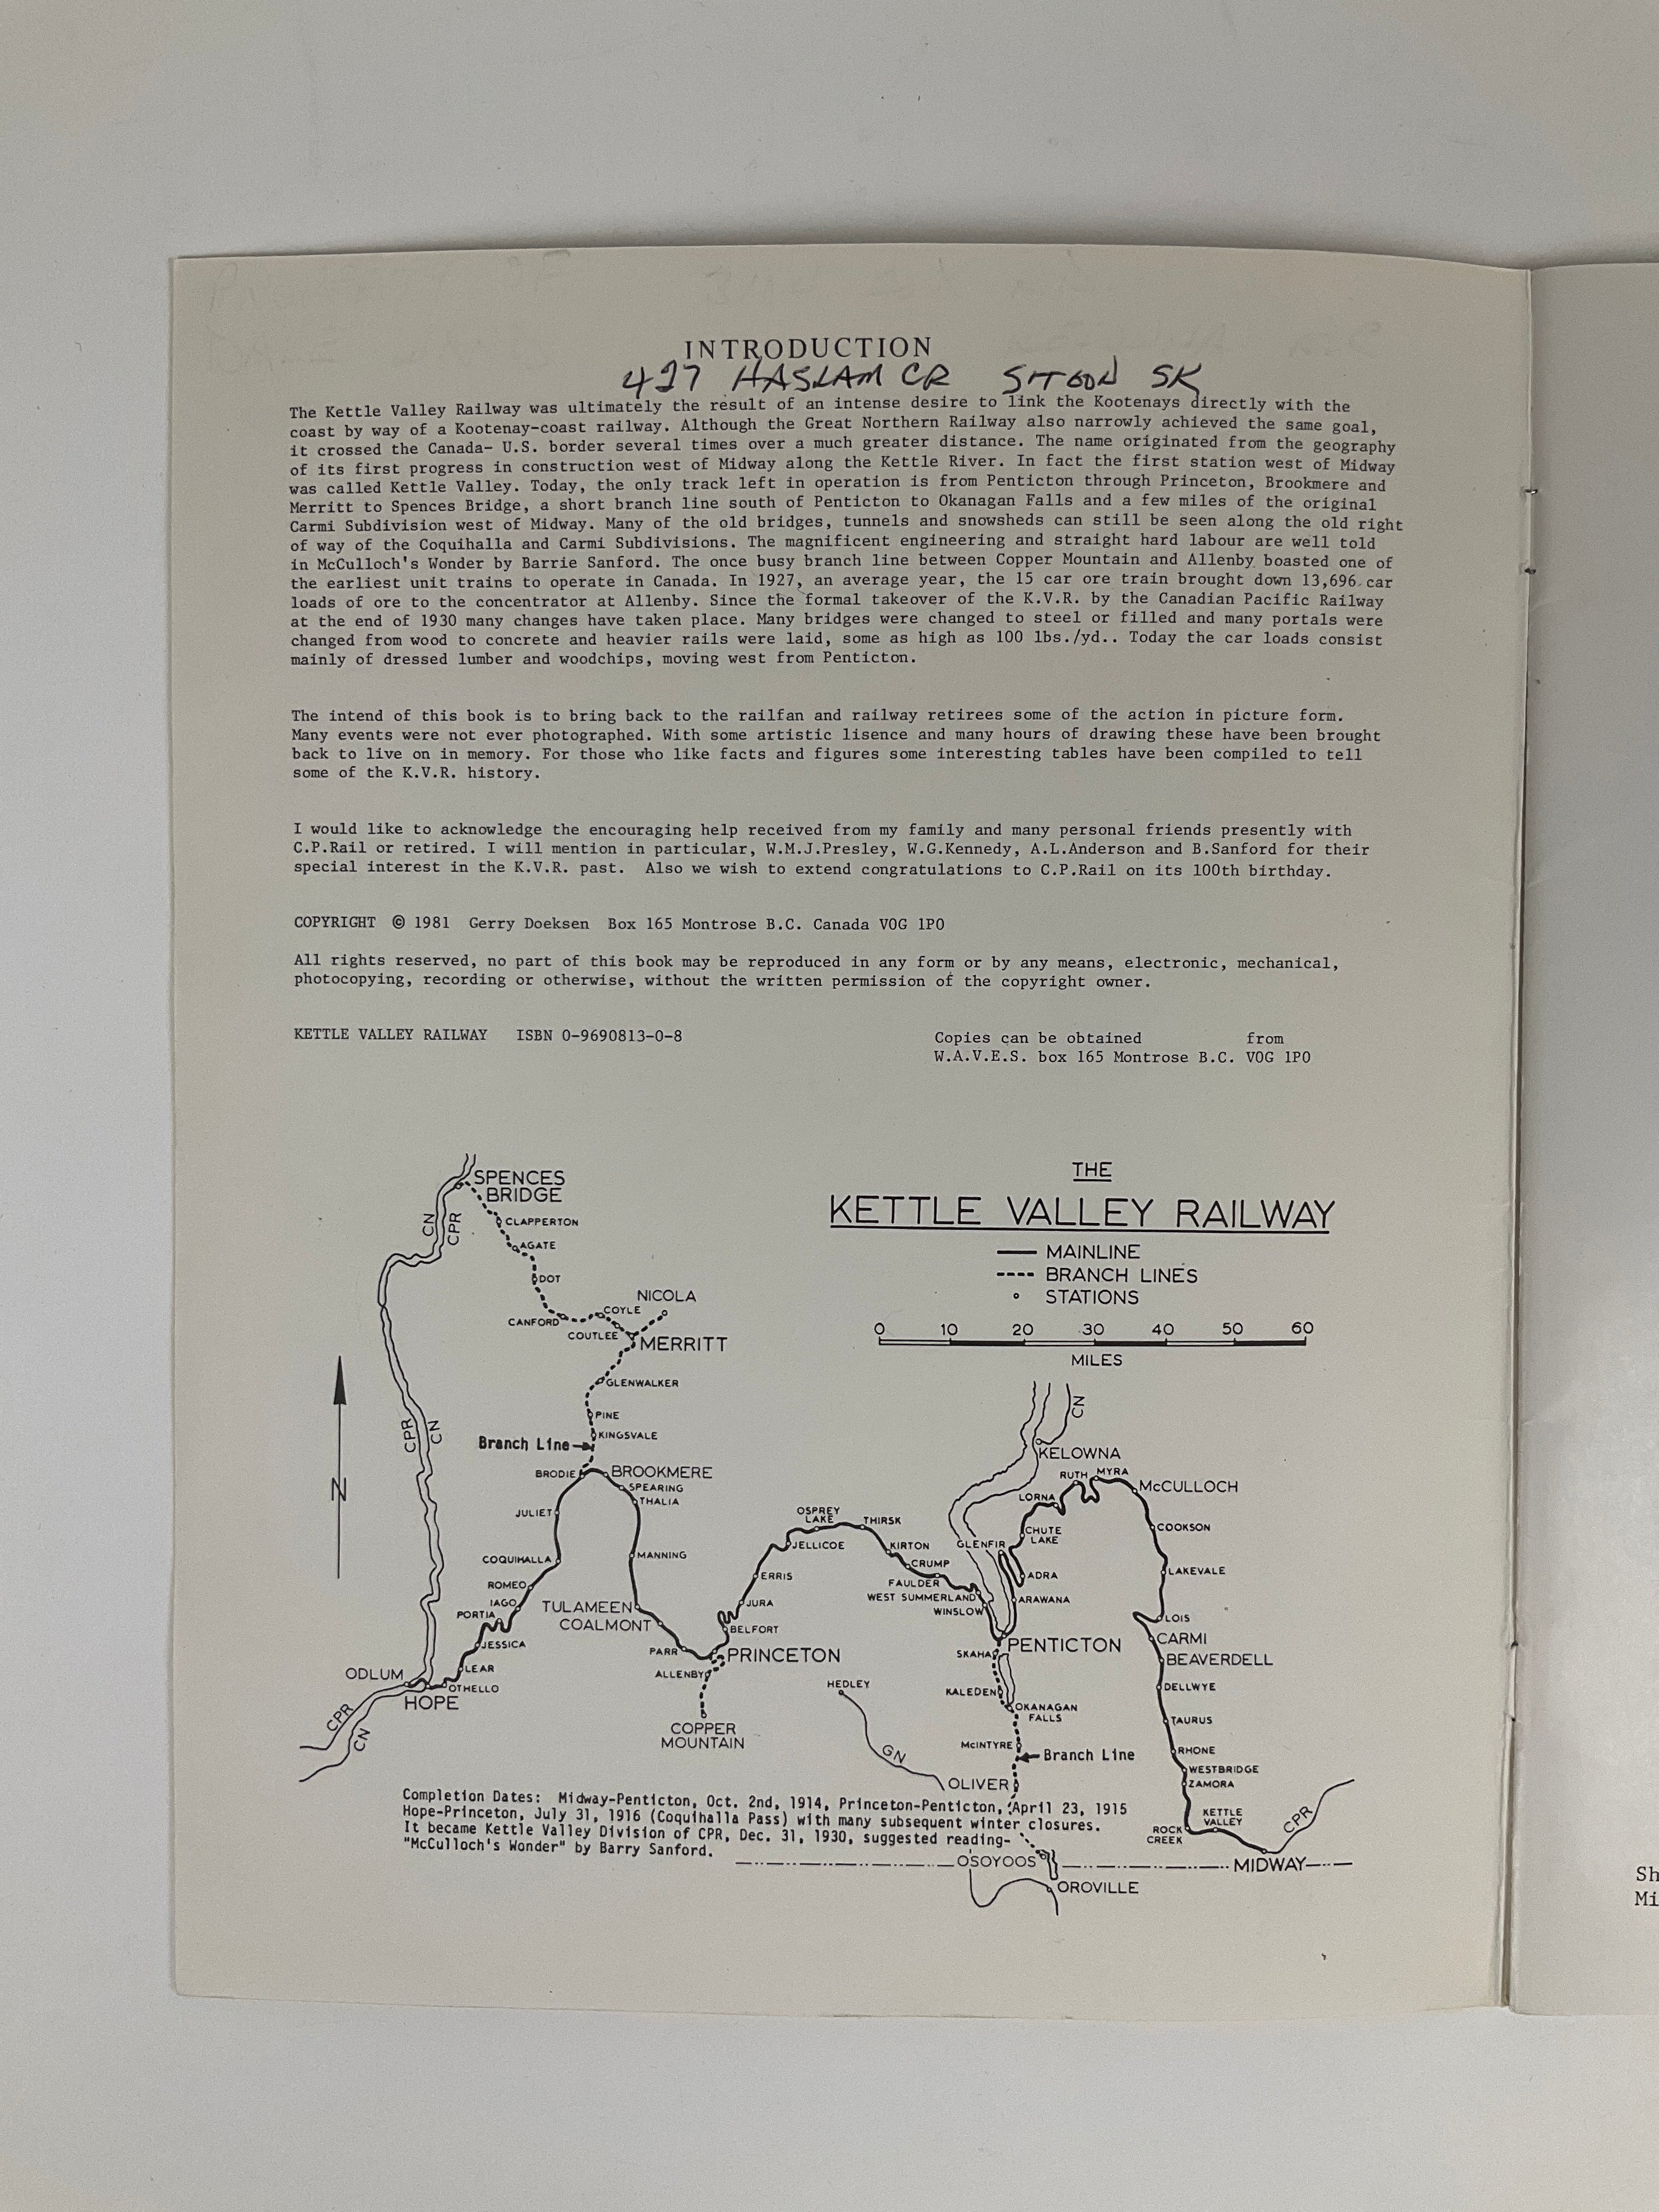 INTRODUCTION
427 HASLAM CR SK
The Kettle Valley Railway was ultimately the result of an intense desire to link the Kootenays directly with the
coast by way of a Kootenay-coast railway. Although the Great Northern Railway also narrowly achieved the same goal,
it crossed the Canada- U.S. border several times over a much greater distance. The name originated from the geography
of its first progress in construction west of Midway along the Kettle River. In fact the first station west of Midway
was called Kettle Valley. Today, the only track left in operation is from Penticton through Princeton, Brookmere and
Merritt to Spences Bridge, a short branch line south of Penticton to Okanagan Falls and a few miles of the original
Carmi Subdivision west of Midway. Many of the old bridges, tunnels and snowsheds can still be seen along the old right
of way of the Coquihalla and Carmi Subdivisions. The magnificent engineering and straight hard labour are well told
in McCulloch's Wonder by Barrie Sanford. The once busy branch line between Copper Mountain and Allenby boasted one of
the earliest unit trains to operate in Canada. In 1927, an average year, the 15 car ore train brought down 13,696 car
loads of ore to the concentrator at Allenby. Since the formal takeover of the K.V.R. by the Canadian Pacific Railway
at the end of 1930 many changes have taken place. Many bridges were changed to steel or filled and many portals were
changed from wood to concrete and heavier rails were laid, some as high as 100 lbs./yd.. Today the car loads consist
mainly of dressed lumber and woodchips, moving west from Penticton.
The intend of this book is to bring back to the railfan and railway retirees some of the action in picture form.
Many events were not ever photographed. With some artistic lisence and many hours of drawing these have been brought
back to live on in memory. For those who like facts and figures some interesting tables have been compiled to tell
some of the K.V.R. history.
I would like to acknowledge the encouraging help received from my family and many personal friends presently with
C.P.Rail or retired. I will mention in particular, W.M.J.Presley, W.G.Kennedy, A.L.Anderson and B.Sanford for their
special interest in the K.V.R. past. Also we wish to extend congratulations to C.P.Rail on its 100th birthday.
COPYRIGHT © 1981 Gerry Doeksen Box 165 Montrose B.C. Canada V0G 1P0
All rights reserved, no part of this book may be reproduced in any form or by any means, electronic, mechanical,
photocopying, recording or otherwise, without the written permission of the copyright owner.
KETTLE VALLEY RAILWAY ISBN 0-9690813-0-8
Copies can be obtained from
W.A.V.E.S. box 165 Montrose B.C. V0G 1P0
THE
KETTLE VALLEY RAILWAY
MAINLINE
BRANCH LINES
STATIONS
0 10 20 30 40 50 60
MILES
SPENCES
BRIDGE
CN
CPR
CLAPPERTON
AGATE
DOT
NICOLA
COYLE
CANFORD
COUTLEE
MERRITT
GLENWALKER
PINE
KINGSVALE
CPR
CN
Branch Line
N
BRODIE
BROOKMERE
SPEARING
THALIA
JULIET
COQUIHALLA
MANNING
ROMEO
IAGO
PORTIA
TULAMEEN
COALMONT
JESSICA
PARR
LEAR
ODLUM
OTHELLO
HOPE
CPR
CN
ALLENBY
PRINCETON
COPPER
MOUNTAIN
BELFORT
JURA
ERRIS
JELLICOE
OSPREY
LAKE
THIRSK
KIRTON
CRUMP
FAULDER
WEST SUMMERLAND
WINSLOW
GLENFIR
CN
KELOWNA
RUTH
MYRA
McCULLOCH
LORNA
CHUTE
LAKE
ADRA
ARAWANA
PENTICTON
COOKSON
LAKEVALE
LOIS
CARMI
BEAVERDELL
DELLWYE
TAURUS
RHONE
WESTBRIDGE
ZAMORA
KETTLE
VALLEY
ROCK
CREEK
CPR
MIDWAY
SKAHA
KALEDEN
OKANAGAN
FALLS
McINTYRE
Branch Line
HEDLEY
GN
OLIVER
Completion Dates: Midway-Penticton, Oct. 2nd, 1914, Princeton-Penticton, April 23, 1915
Hope-Princeton, July 31, 1916 (Coquihalla Pass) with many subsequent winter closures.
It became Kettle Valley Division of CPR, Dec. 31, 1930, suggested reading-
"McCulloch's Wonder" by Barry Sanford.
OSOYOOS
OROVILLE
Sh
Mi